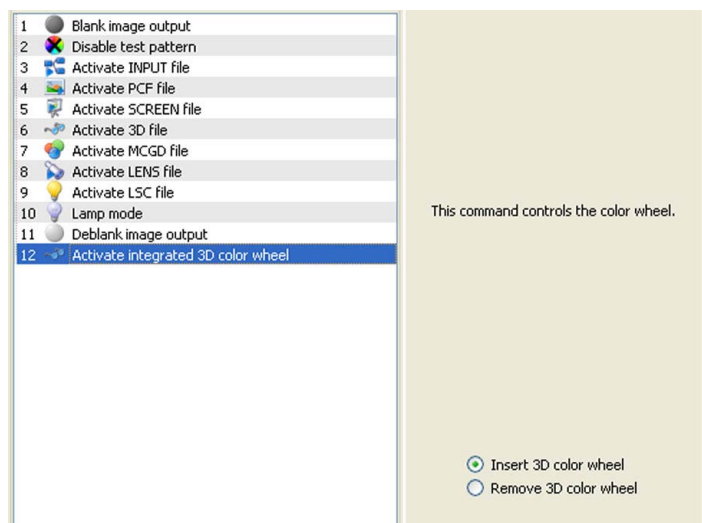 1 Blank image output
2 Disable test pattern
3 Activate INPUT file
4 Activate PCF file
5 Activate SCREEN file
6 Activate 3D file
7 Activate MCGD file
8 Activate LENS file
9 Activate LSC file
10 Lamp mode
11 Deblank image output
12 Activate integrated 3D color wheel
This command controls the color wheel.
Insert 3D color wheel
Remove 3D color wheel